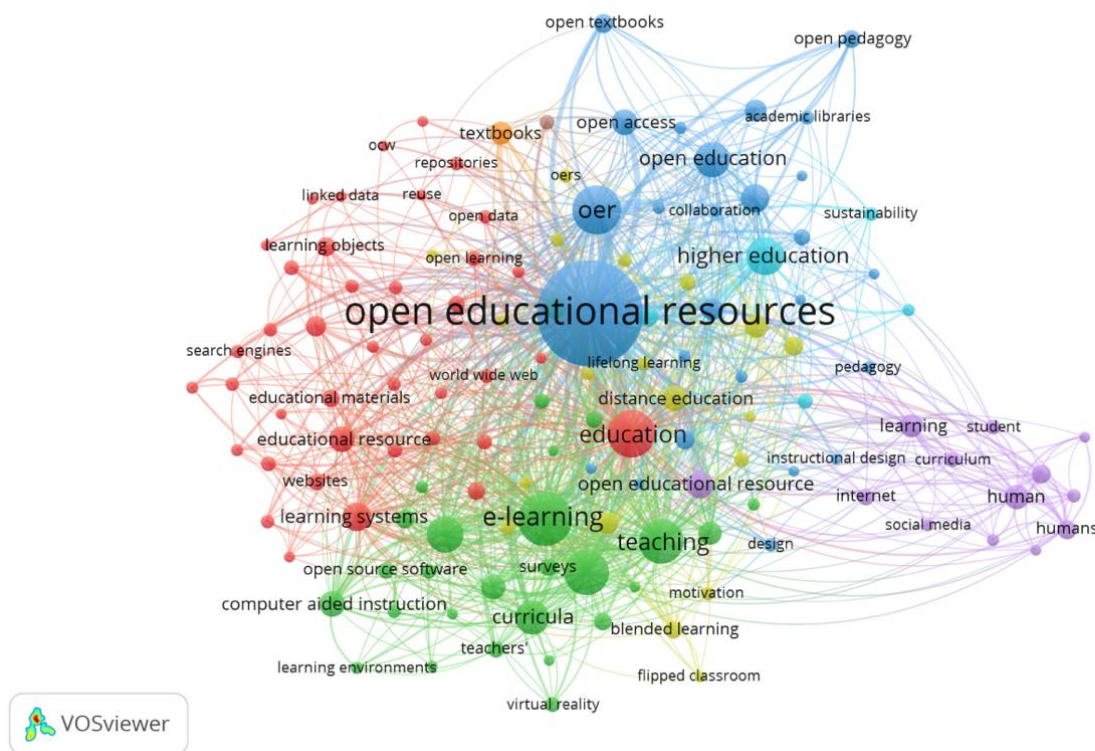 open textbooks
open pedagogy
textbooks
open access
academic libraries
ocw
repositories
open education
oers
linked data
reuse
oer
collaboration
open data
sustainability
learning objects
open learning
higher education
open educational resources
search engines
world wide web
lifelong learning
pedagogy
educational materials
distance education
educational resource
education
learning
student
instructional design
curriculum
websites
open educational resource
internet
human
learning systems
e-learning
social media
humans
teaching
design
open source software
surveys
computer aided instruction
curricula
motivation
blended learning
teachers'
learning environments
flipped classroom
virtual reality
VOSviewer